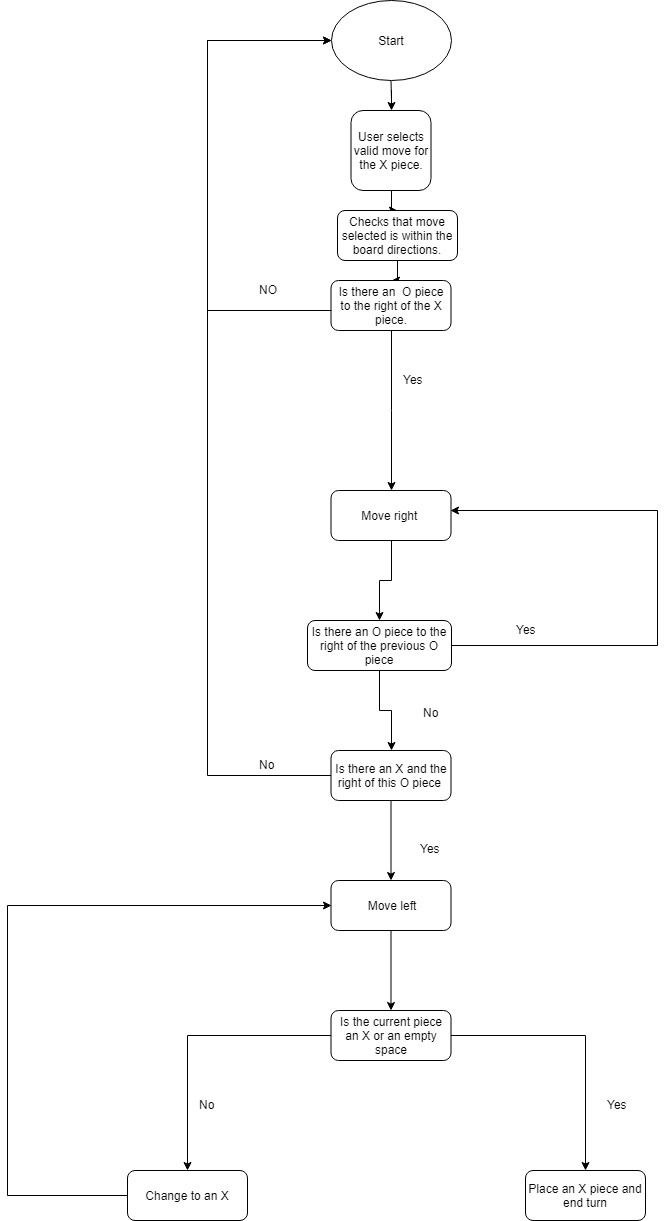 Start
User selects
valid move for
the X piece.
Checks that move
selected is within the
board directions.
NO
Is there an O piece
to the right of the X
piece.
Yes
Move right
Is there an O piece to the
right of the previous O
piece
Yes
No
Is there an X and the
right of this O piece
No
Yes
Move left
Is the current piece
an X or an empty
space
No
Yes
Change to an X
Place an X piece and
end turn